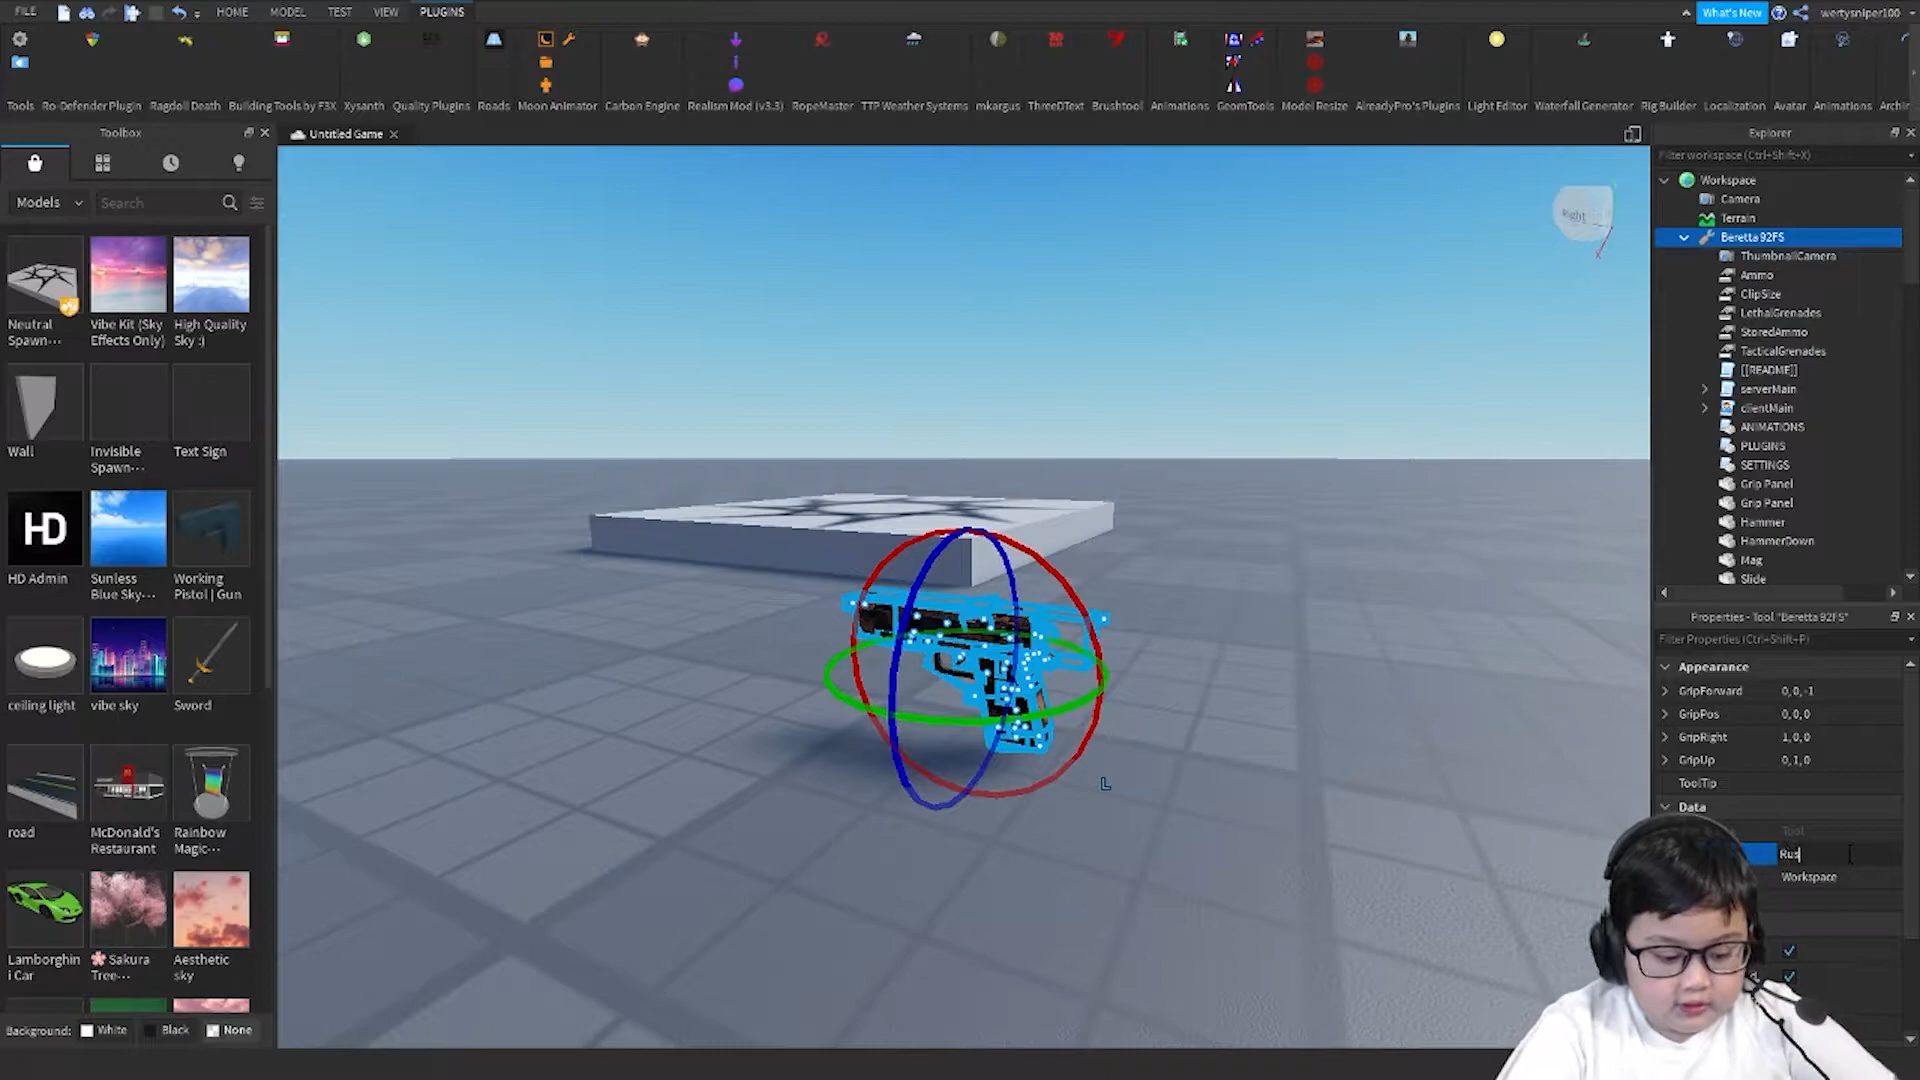 FILE HOME MODEL TEST VIEW PLUGINS What's New wertysniper100
Tools Ro-Defender Plugin Ragdoll Death Building Tools by F3X Xysanth Quality Plugins Roads Moon Animator Carbon Engine Realism Mod (v3.3) RopeMaster TTP Weather Systems mkargus ThreeDText Brushtool Animations GeomTools Model Resize AlreadyPro's Plugins Light Editor Waterfall Generator Rig Builder Localization Avatar Animations Archi
Toolbox
Models Search
Neutral
Spawn···
Vibe Kit (Sky
Effects Only)
High Quality
Sky :)
Wall
Invisible
Spawn···
Text Sign
HD
HD Admin
Sunless
Blue Sky···
Working
Pistol | Gun
ceiling light
vibe sky
Sword
road
McDonald's
Restaurant
Rainbow
Magic···
Lamborghin
i Car
🌸 Sakura
Tree···
Aesthetic
sky
Background: White Black None
Untitled Game
Right
X
L
Explorer
Filter workspace (Ctrl+Shift+X)
Workspace
Camera
Terrain
Beretta 92FS
ThumbnailCamera
Ammo
ClipSize
LethalGrenades
StoredAmmo
TacticalGrenades
[[README]]
serverMain
clientMain
ANIMATIONS
PLUGINS
SETTINGS
Grip Panel
Grip Panel
Hammer
HammerDown
Mag
Slide
Properties - Tool "Beretta 92FS"
Filter Properties (Ctrl+Shift+P)
Appearance
GripForward 0,0,-1
GripPos 0,0,0
GripRight 1,0,0
GripUp 0,1,0
ToolTip
Data
Tool
Rus
Workspace